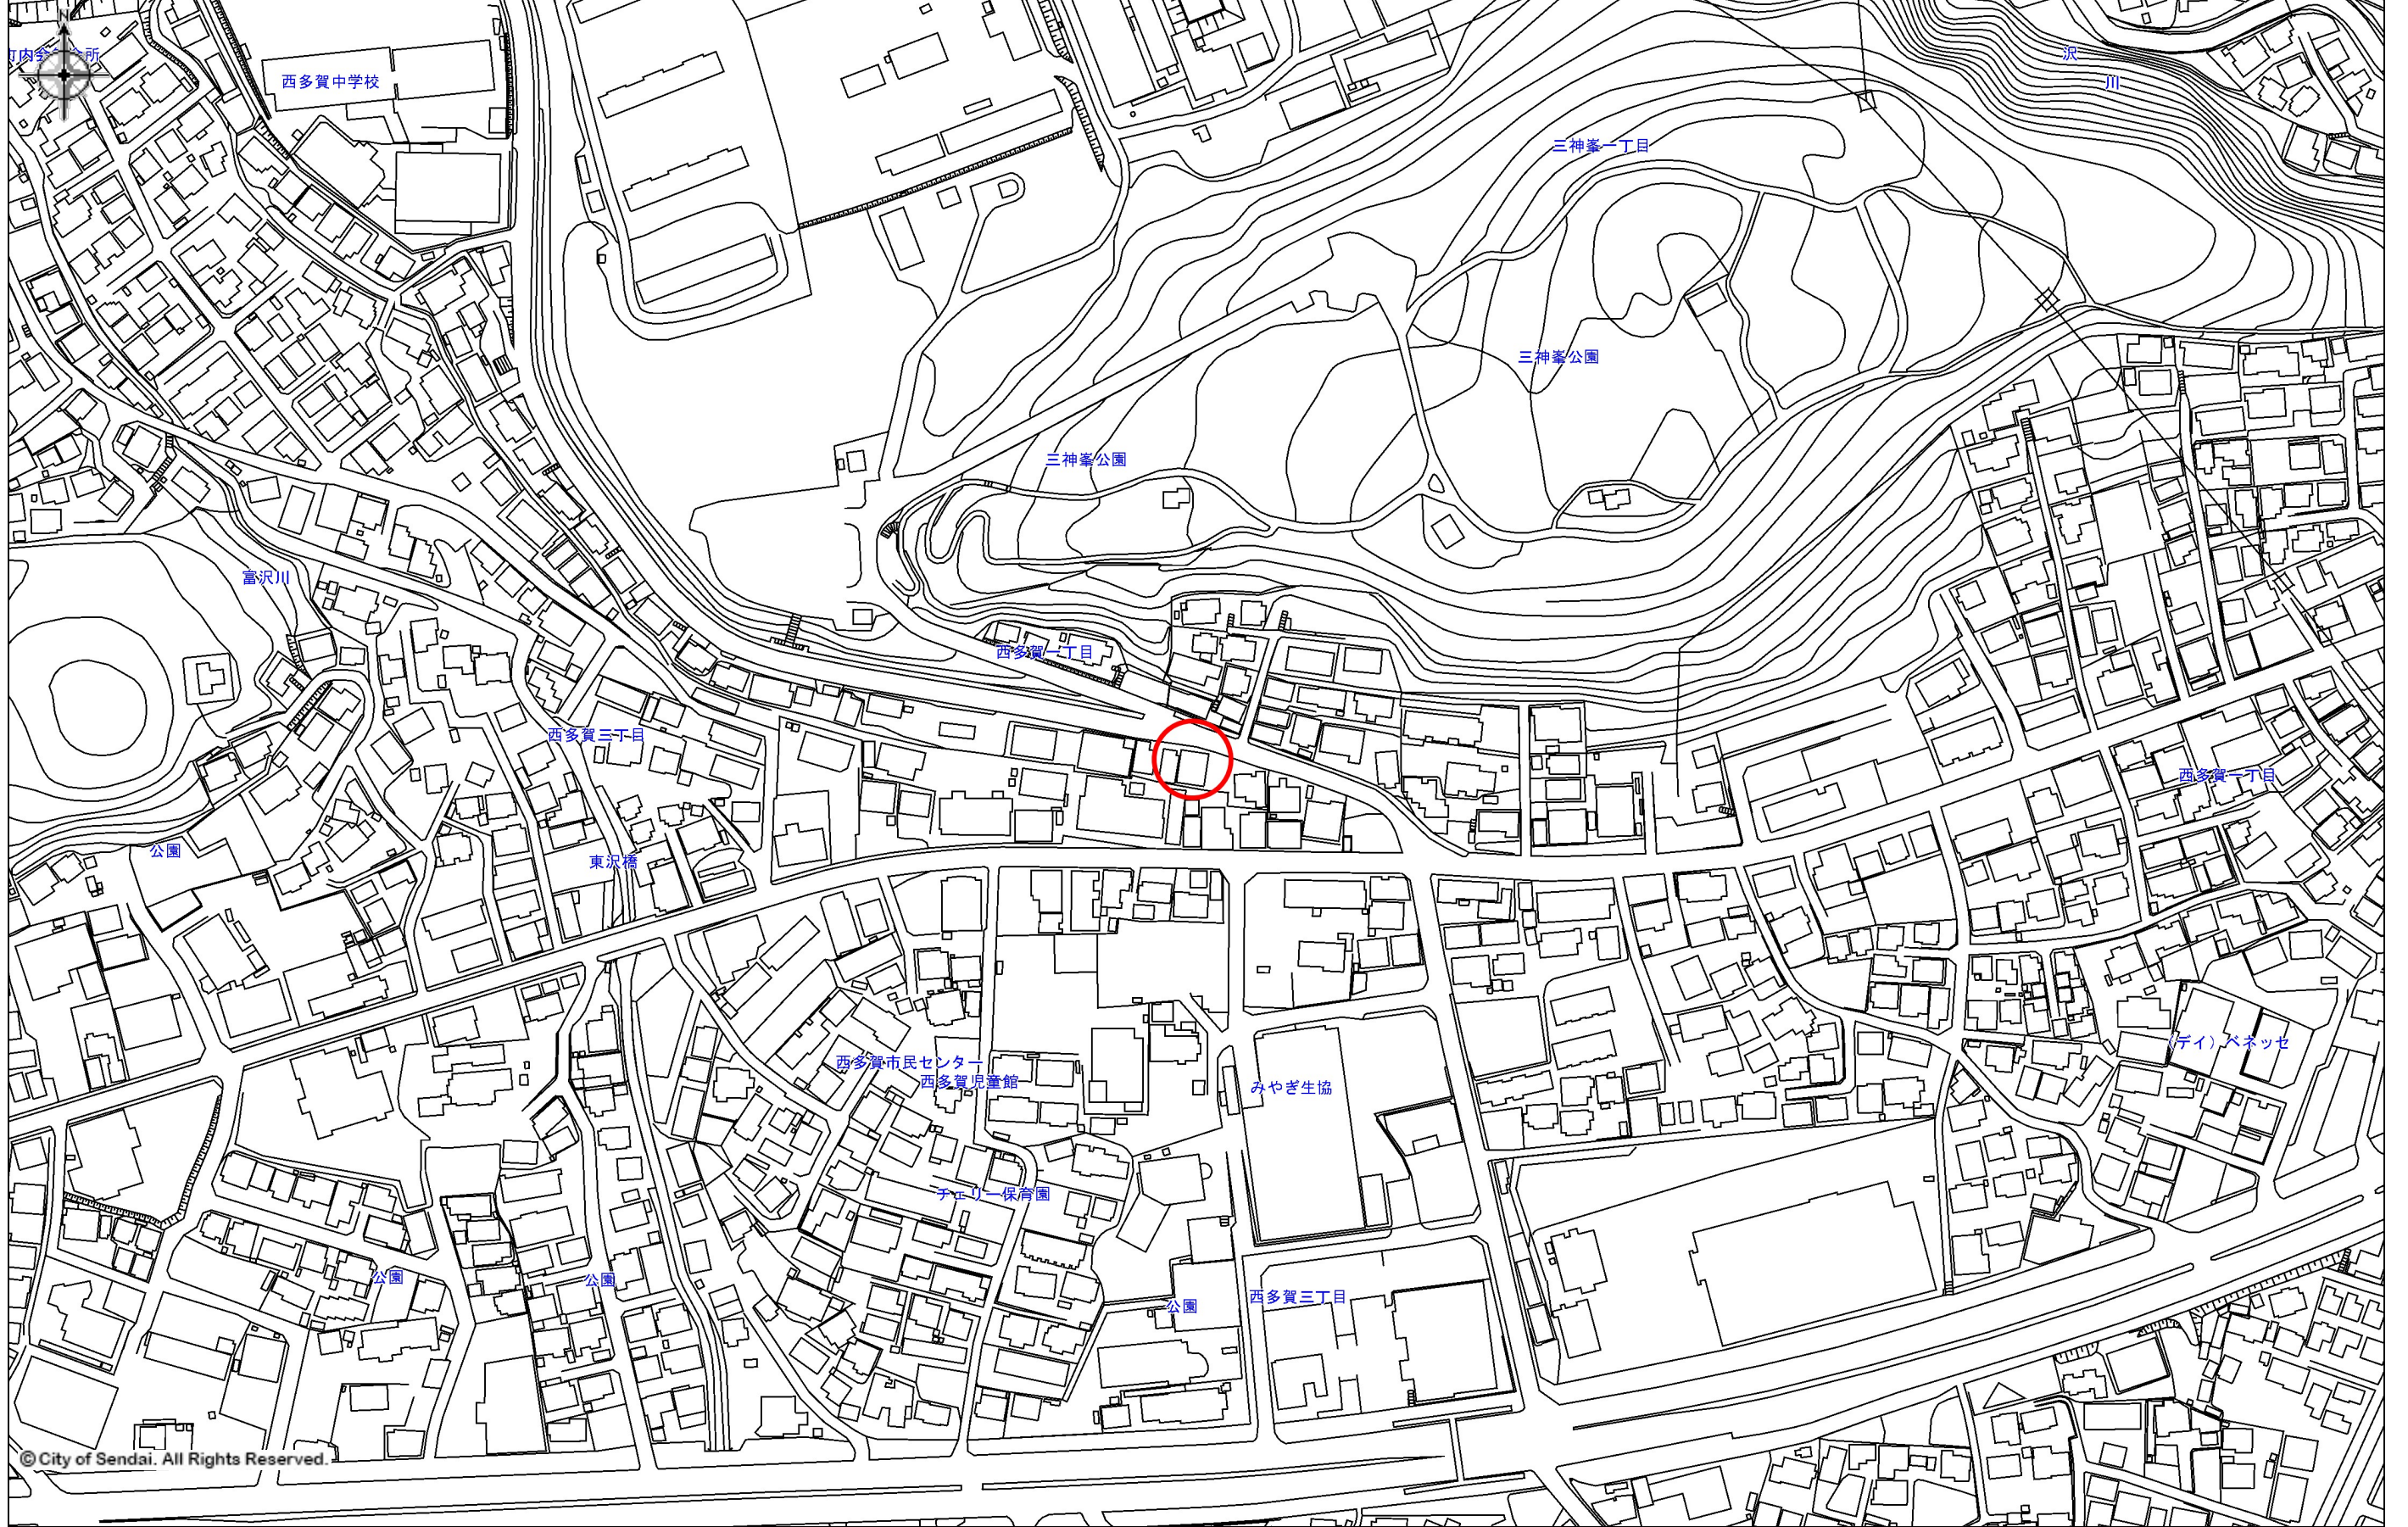 N
沢
町内会
所
西多賀中学校
川
三神峯一丁目
三神峯公園
三神峯公園
富沢川
西多賀一丁目
西多賀三丁目
西多賀一丁目
公園
東沢橋
(デイ)ベネッセ
西多賀市民センター
西多賀児童館
みやぎ生協
チェリー保育園
公園
公園
西多賀三丁目
公園
© City of Sendai. All Rights Reserved.